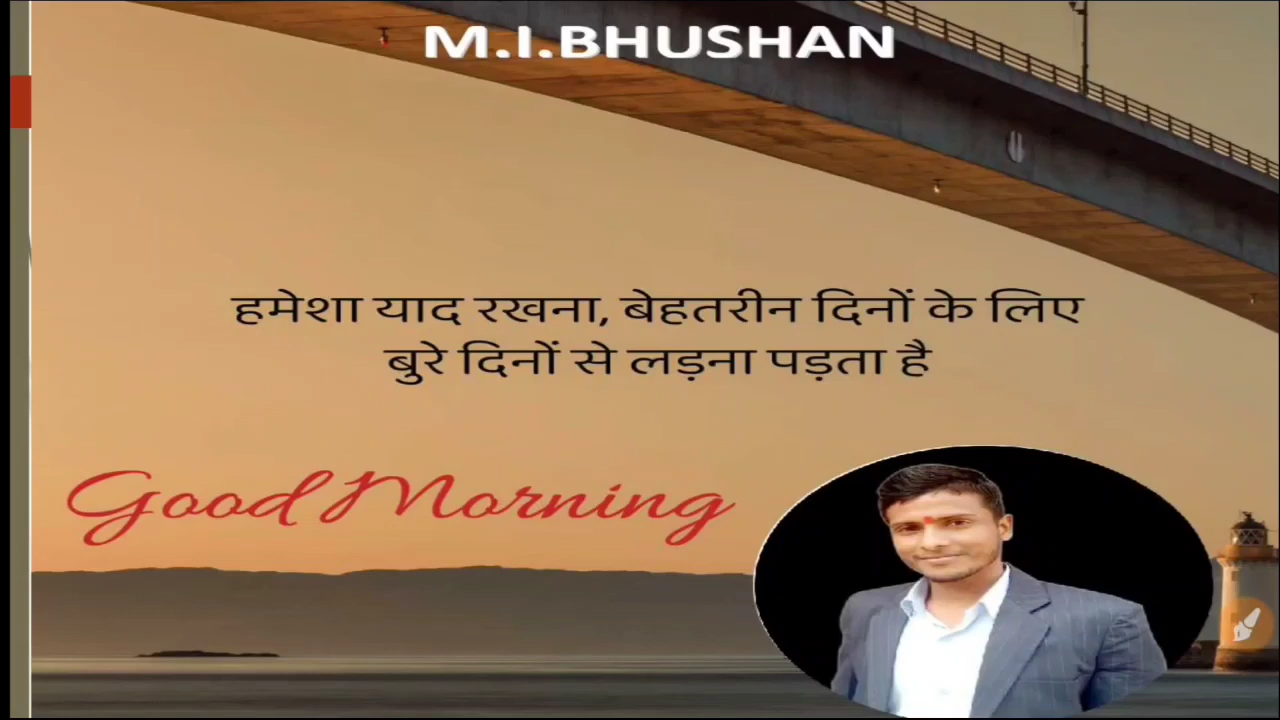 M.I.BHUSHAN
हमेशा याद रखना, बेहतरीन दिनों के लिए
बुरे दिनों से लड़ना पड़ता है
Good Morning